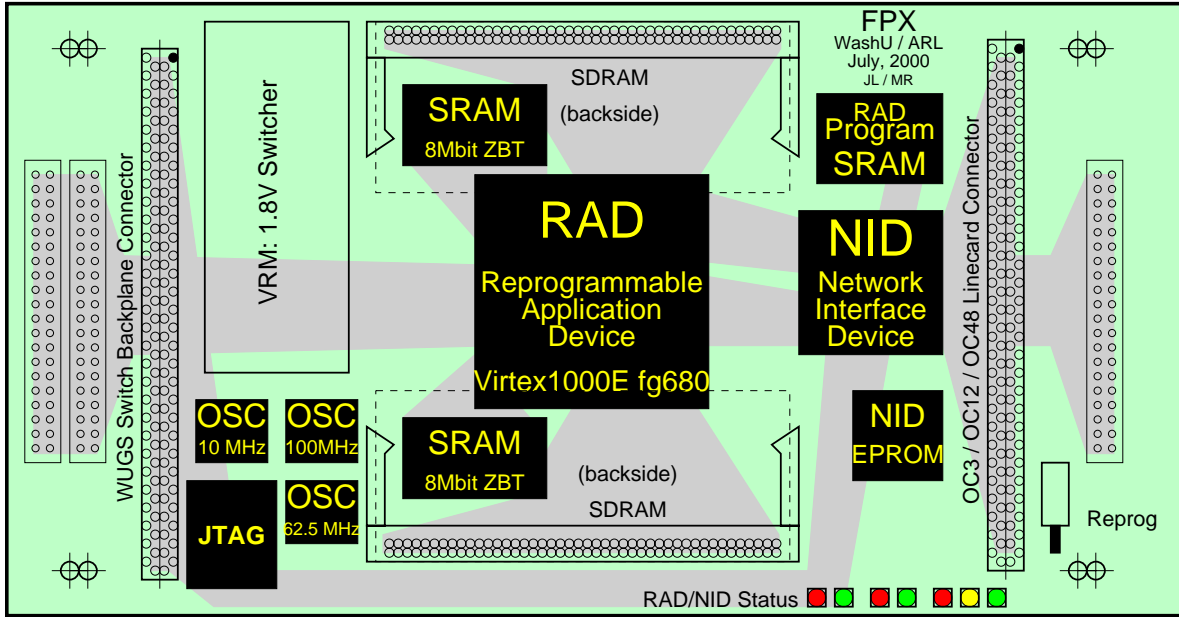 FPX
WashU / ARL
July, 2000
JL / MR
SDRAM
(backside)
SRAM
8Mbit ZBT
RAD
Program
SRAM
VRM: 1.8V Switcher
WUGS Switch Backplane Connector
OC3 / OC12 / OC48 Linecard Connector
RAD
Reprogrammable
Application
Device
Virtex1000E fg680
NID
Network
Interface
Device
OSC
10 MHz
OSC
100MHz
OSC
62.5 MHz
JTAG
SRAM
8Mbit ZBT
(backside)
SDRAM
NID
EPROM
Reprog
RAD/NID Status